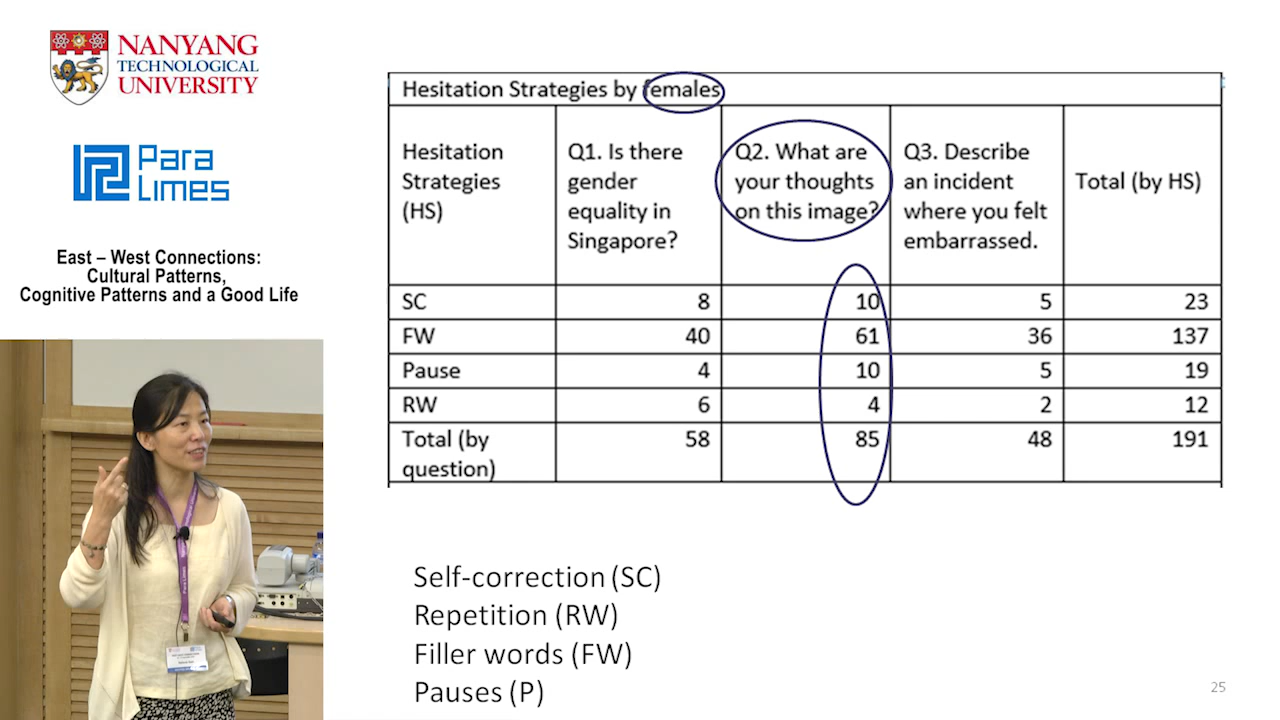 NANYANG
TECHNOLOGICAL
UNIVERSITY
Para
Limes
East – West Connections:
Cultural Patterns,
Cognitive Patterns and a Good Life
Hesitation Strategies by females
Hesitation
Strategies
(HS)
Q1. Is there
gender
equality in
Singapore?
Q2. What are
your thoughts
on this image?
Q3. Describe
an incident
where you felt
embarrassed.
Total (by HS)
SC 8 10 5 23
FW 40 61 36 137
Pause 4 10 5 19
RW 6 4 2 12
Total (by
question) 58 85 48 191
Self-correction (SC)
Repetition (RW)
Filler words (FW)
Pauses (P)
25